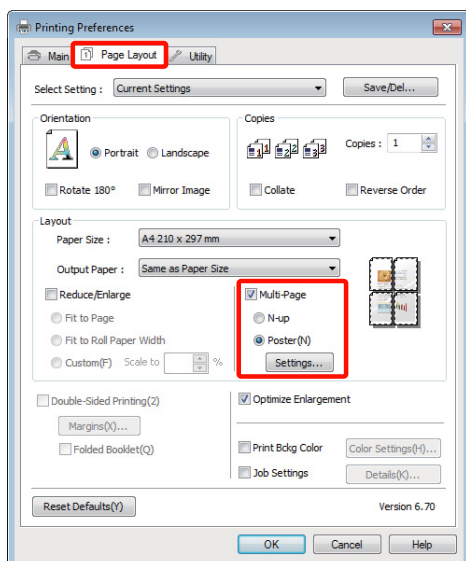 Printing Preferences
Main Page Layout Utility
Select Setting : Current Settings Save/Del...
Orientation Copies
Portrait Landscape Copies : 1
Rotate 180° Mirror Image Collate Reverse Order
Layout
Paper Size : A4 210 x 297 mm
Output Paper : Same as Paper Size
Reduce/Enlarge Multi-Page
Fit to Page N-up
Fit to Roll Paper Width Poster(N)
Custom(F) Scale to % Settings...
Double-Sided Printing(2) Optimize Enlargement
Margins(X)...
Folded Booklet(Q) Print Bckg Color Color Settings(H)...
Job Settings Details(K)...
Reset Defaults(Y) Version 6.70
OK Cancel Help